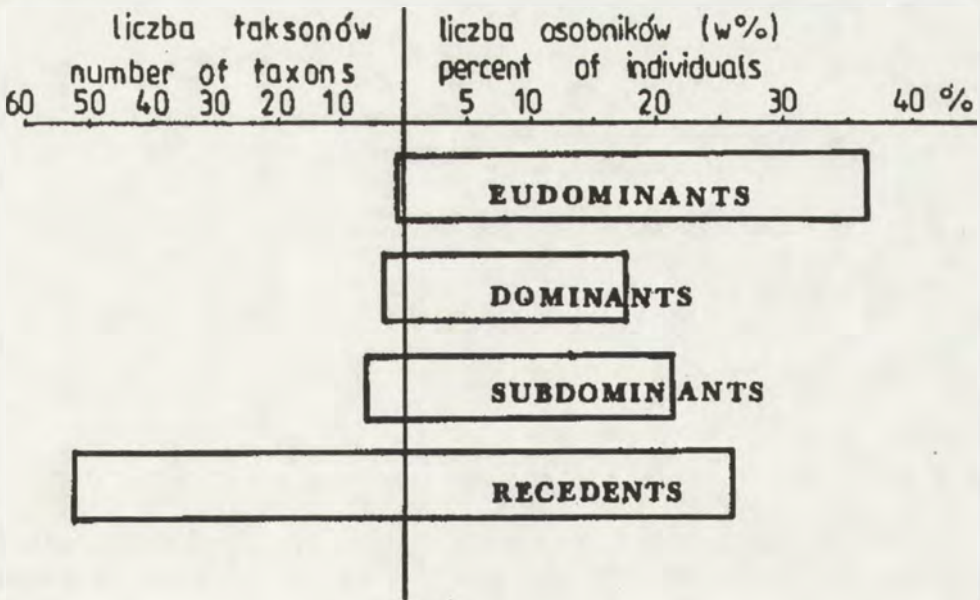 liczba taksonów
number of taxons
liczba osobników (w%)
percent of individuals
60 50 40 30 20 10 5 10 20 30 40 %
EUDOMINANTS
DOMINANTS
SUBDOMINANTS
RECEDENTS